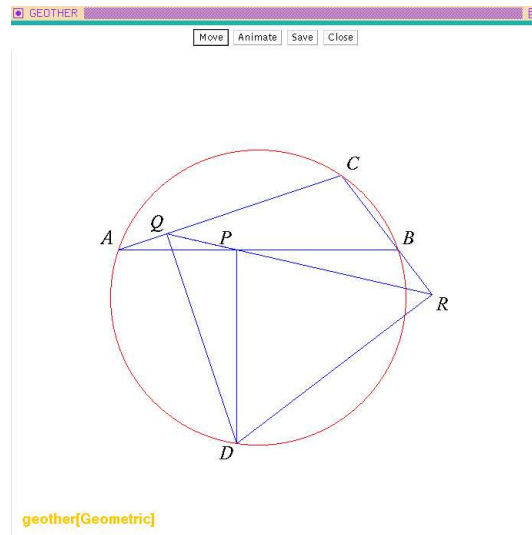 GEOTHER
Move Animate Save Close
C
A Q P B
R
D
geother[Geometric]